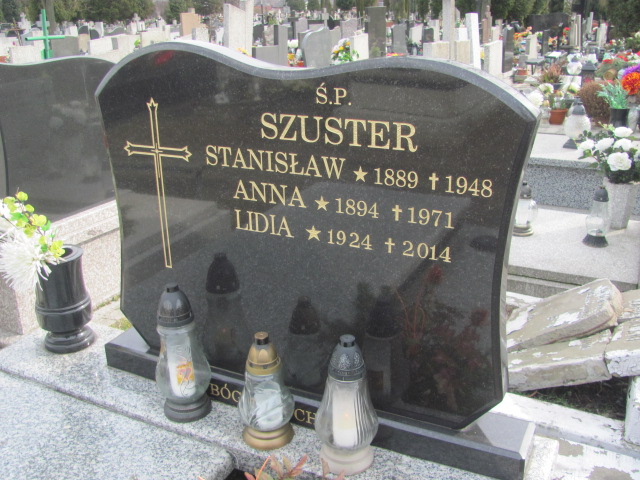 Ś.P.
SZUSTER
STANISŁAW ★ 1889 ✝ 1948
ANNA ★ 1894 ✝ 1971
LIDIA ★ 1924 ✝ 2014